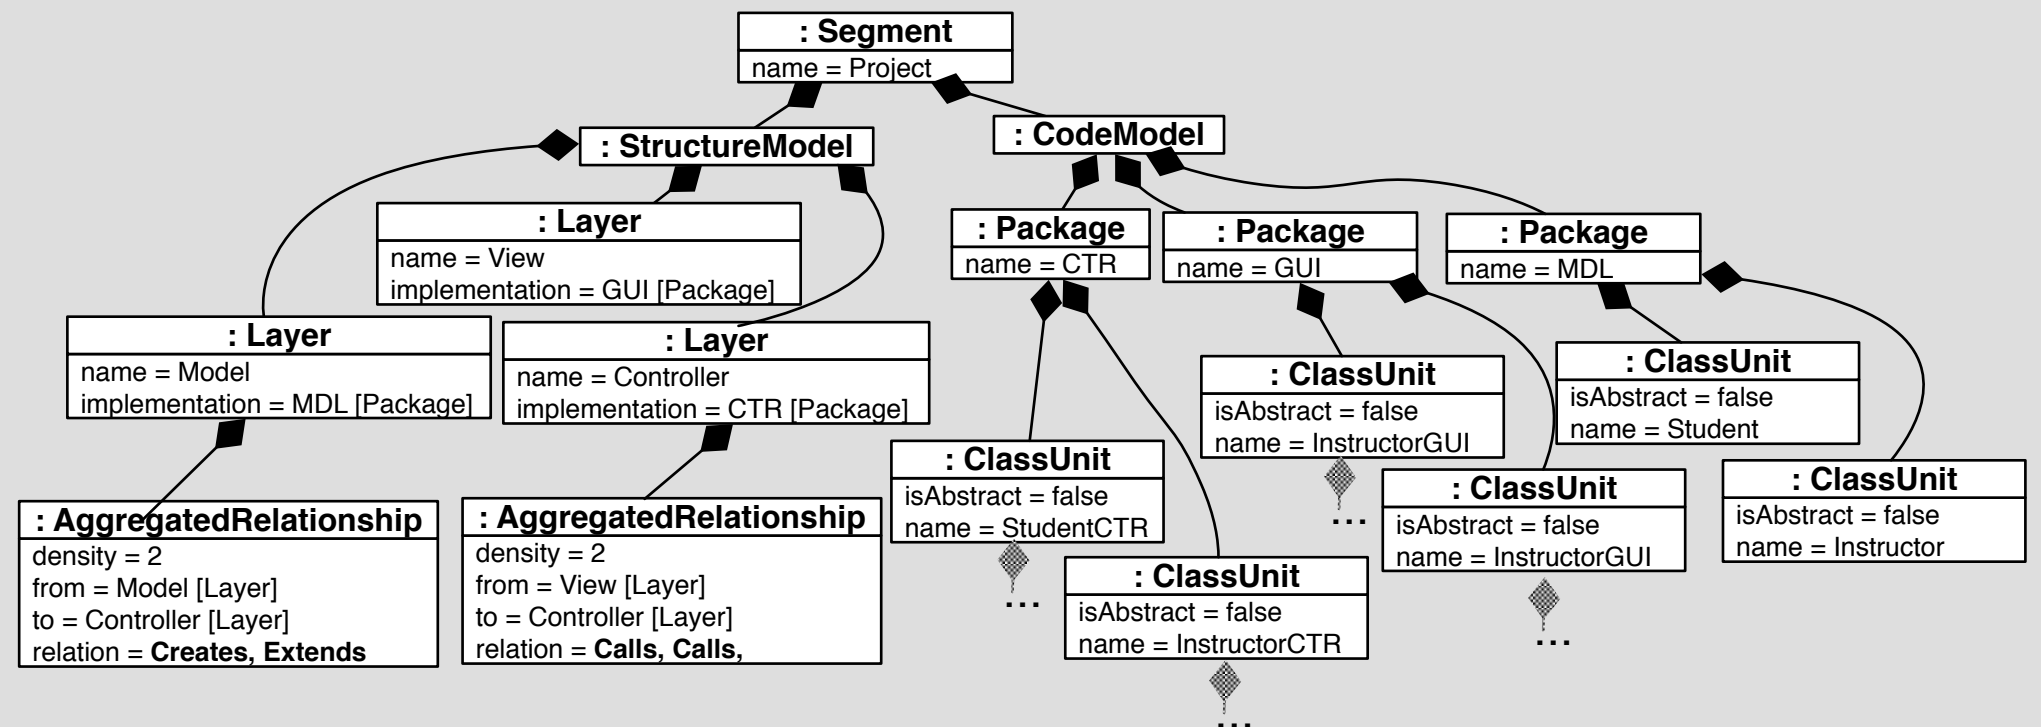 : Segment
name = Project
: StructureModel
: CodeModel
: Layer
name = View
implementation = GUI [Package]
: Package
name = CTR
: Package
name = GUI
: Package
name = MDL
: Layer
name = Model
implementation = MDL [Package]
: Layer
name = Controller
implementation = CTR [Package]
: ClassUnit
isAbstract = false
name = InstructorGUI
...
: ClassUnit
isAbstract = false
name = Student
: ClassUnit
isAbstract = false
name = StudentCTR
...
: ClassUnit
isAbstract = false
name = InstructorGUI
...
: ClassUnit
isAbstract = false
name = Instructor
: AggregatedRelationship
density = 2
from = Model [Layer]
to = Controller [Layer]
relation = Creates, Extends
: AggregatedRelationship
density = 2
from = View [Layer]
to = Controller [Layer]
relation = Calls, Calls,
: ClassUnit
isAbstract = false
name = InstructorCTR
...